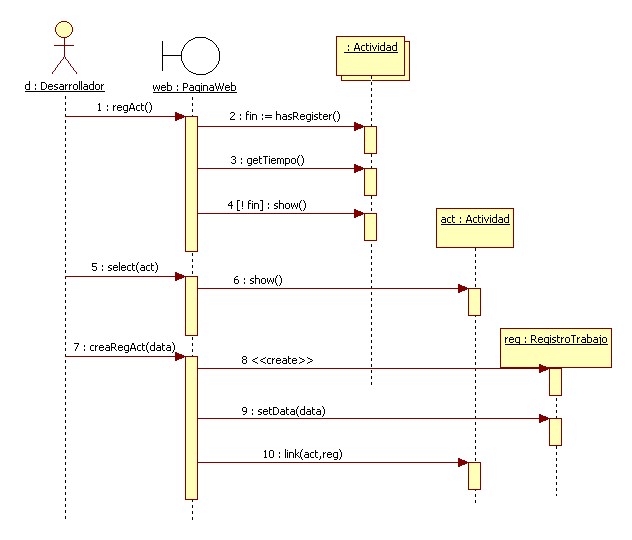 : Actividad
d : Desarrollador
web : PaginaWeb
1 : regAct()
2 : fin := hasRegister()
3 : getTiempo()
4 [! fin] : show()
act : Actividad
5 : select(act)
6 : show()
reg : RegistroTrabajo
7 : creaRegAct(data)
8 <<create>>
9 : setData(data)
10 : link(act,reg)